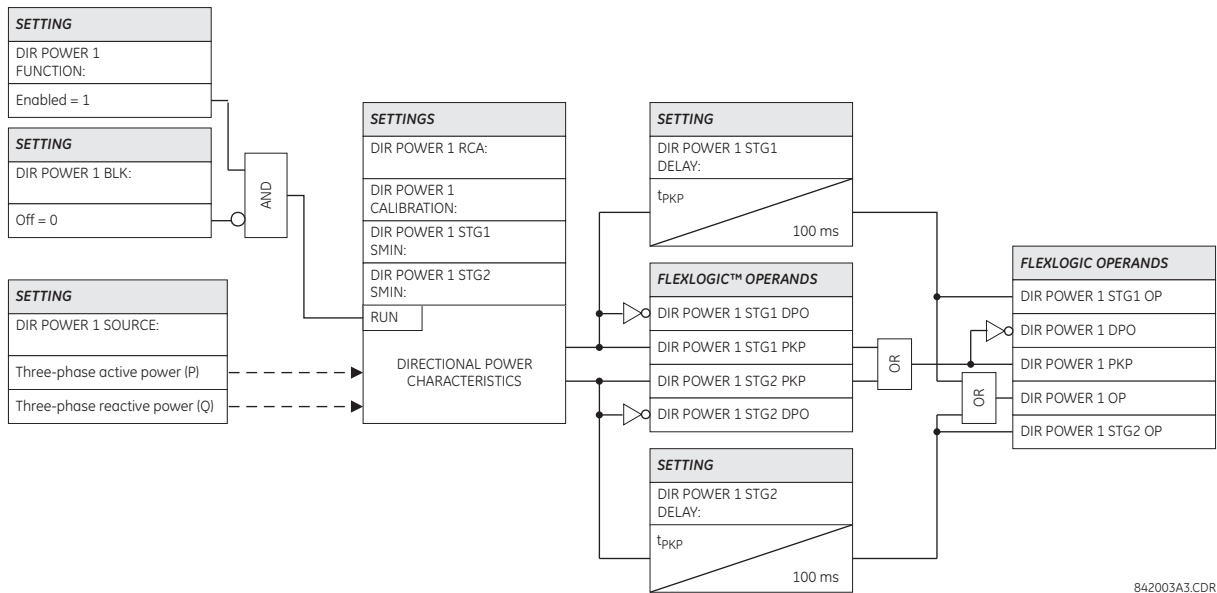 SETTING
DIR POWER 1
FUNCTION:
Enabled = 1
SETTING
DIR POWER 1 BLK:
Off = 0
AND
SETTING
DIR POWER 1 SOURCE:
Three-phase active power (P)
Three-phase reactive power (Q)
SETTINGS
DIR POWER 1 RCA:
DIR POWER 1
CALIBRATION:
DIR POWER 1 STG1
SMIN:
DIR POWER 1 STG2
SMIN:
RUN
DIRECTIONAL POWER
CHARACTERISTICS
SETTING
DIR POWER 1 STG1
DELAY:
tPKP
100 ms
FLEXLOGIC™ OPERANDS
DIR POWER 1 STG1 DPO
DIR POWER 1 STG1 PKP
DIR POWER 1 STG2 PKP
DIR POWER 1 STG2 DPO
SETTING
DIR POWER 1 STG2
DELAY:
tPKP
100 ms
OR
OR
FLEXLOGIC OPERANDS
DIR POWER 1 STG1 OP
DIR POWER 1 DPO
DIR POWER 1 PKP
DIR POWER 1 OP
DIR POWER 1 STG2 OP
842003A3.CDR